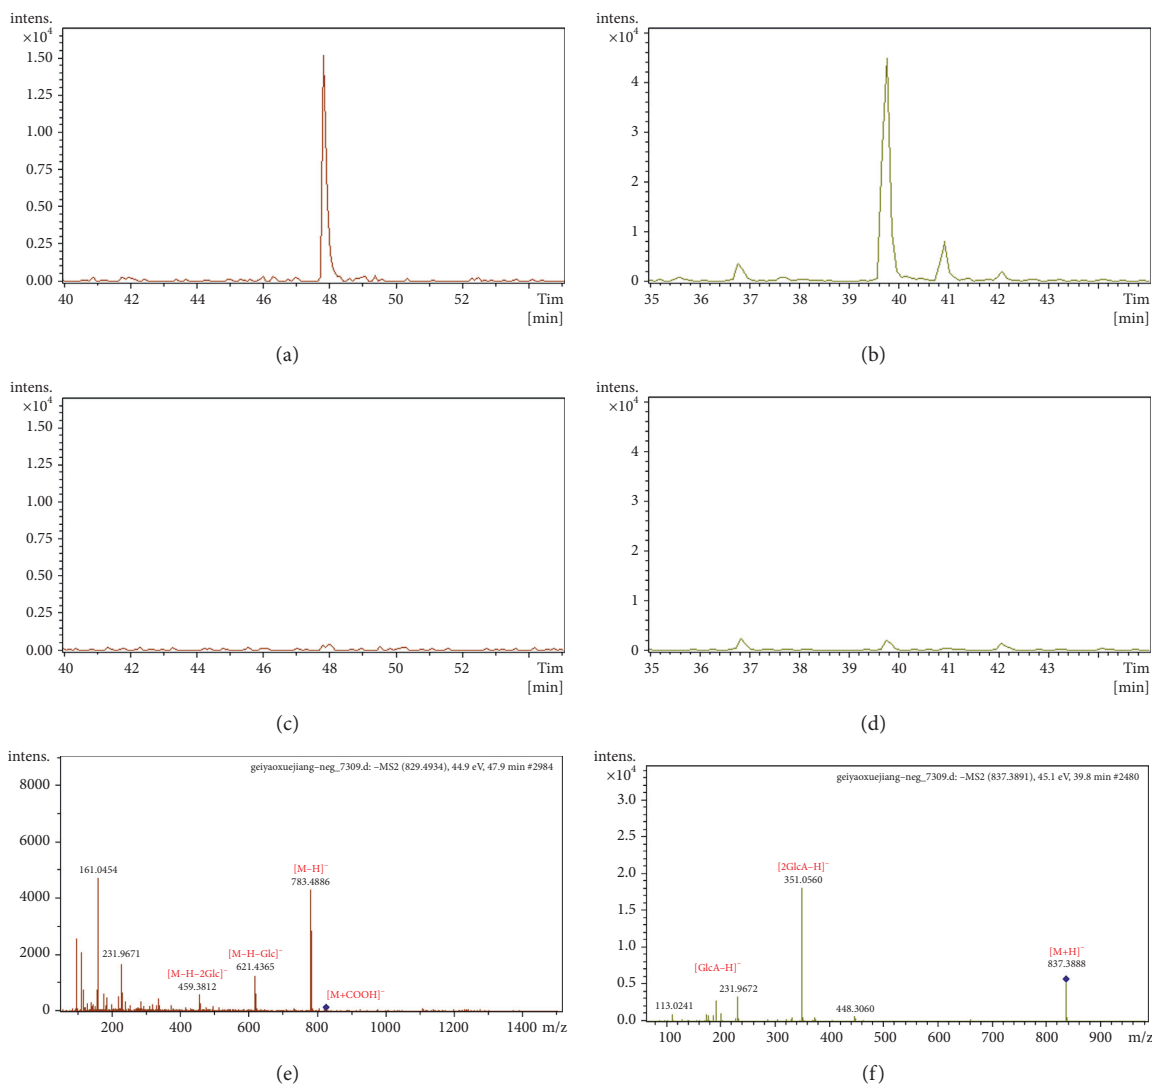 intens.
×10⁴
1.50
1.25
1.00
0.75
0.50
0.25
0.00
40 42 44 46 48 50 52 Tim
[min]
(a)
intens.
×10⁴
4
3
2
1
0
35 36 37 38 39 40 41 42 43 Tim
[min]
(b)
intens.
×10⁴
1.50
1.25
1.00
0.75
0.50
0.25
0.00
40 42 44 46 48 50 52 Tim
[min]
(c)
intens.
×10⁴
4
3
2
1
0
35 36 37 38 39 40 41 42 43 Tim
[min]
(d)
intens.
geiyaoxuejiang–neg_7309.d: –MS2 (829.4934), 44.9 eV, 47.9 min #2984
8000
6000
4000
2000
0
161.0454
231.9671
[M–H–2Glc]⁻
459.3812
[M–H–Glc]⁻
621.4365
[M–H]⁻
783.4886
[M+COOH]⁻
200 400 600 800 1000 1200 1400 m/z
(e)
intens.
×10⁴
geiyaoxuejiang–neg_7309.d: –MS2 (837.3891), 45.1 eV, 39.8 min #2480
3.0
2.5
2.0
1.5
1.0
0.5
0.0
113.0241
[GlcA–H]⁻
231.9672
[2GlcA–H]⁻
351.0560
448.3060
[M+H]⁻
837.3888
100 200 300 400 500 600 700 800 900 m/z
(f)